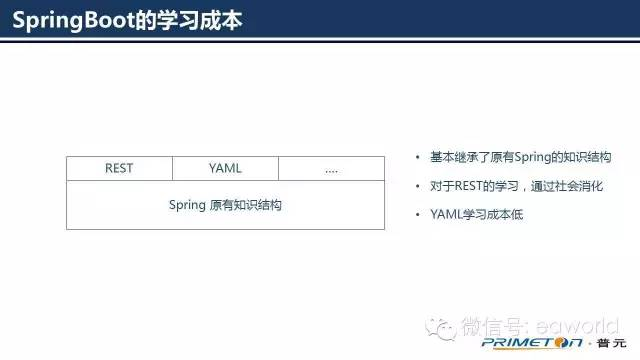 SpringBoot的学习成本
REST
YAML
....
Spring 原有知识结构
• 基本继承了原有Spring的知识结构
• 对于REST的学习，通过社会消化
• YAML学习成本低
微信号: eaworld
PRIMETON·普元